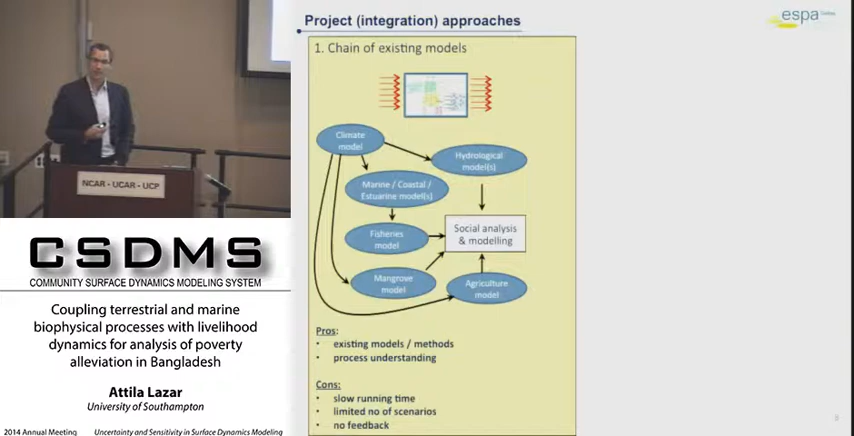 Project (integration) approaches
espa
1. Chain of existing models
Climate
model
Hydrological
model(s)
Marine / Coastal /
Estuarine model(s)
Fisheries
model
Social analysis
& modelling
Mangrove
model
Agriculture
model
Pros:
• existing models / methods
• process understanding
Cons:
• slow running time
• limited no of scenarios
• no feedback
NCAR - UCAR - UCP
CSDMS
COMMUNITY SURFACE DYNAMICS MODELING SYSTEM
Coupling terrestrial and marine
biophysical processes with livelihood
dynamics for analysis of poverty
alleviation in Bangladesh
Attila Lazar
University of Southampton
2014 Annual Meeting Uncertainty and Sensitivity in Surface Dynamics Modeling